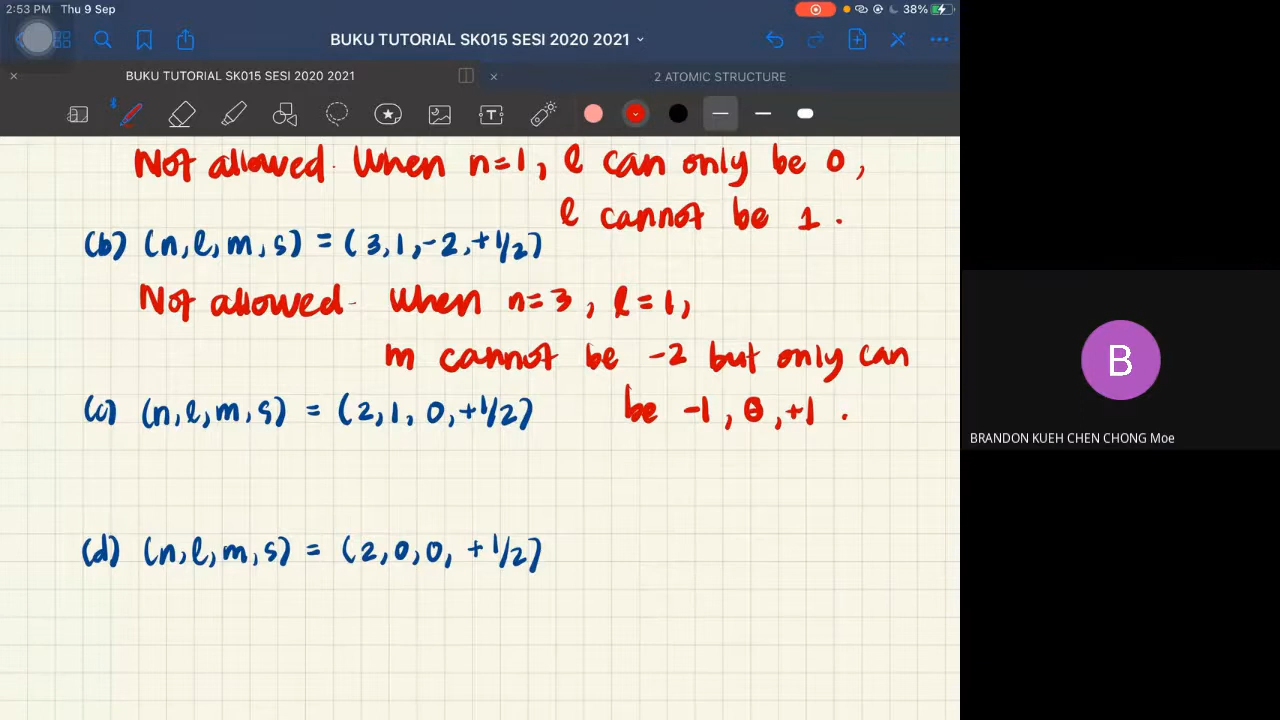 2:53 PM Thu 9 Sep
38%
BUKU TUTORIAL SK015 SESI 2020 2021
BUKU TUTORIAL SK015 SESI 2020 2021
2 ATOMIC STRUCTURE
Not allowed. When n=1, l can only be 0,
l cannot be 1.
(b) (n, l, m, s) = (3, 1, -2, +1/2)
Not allowed. When n=3, l=1,
m cannot be -2 but only can
be -1, 0, +1.
(c) (n, l, m, s) = (2, 1, 0, +1/2)
(d) (n, l, m, s) = (2, 0, 0, +1/2)
B
BRANDON KUEH CHEN CHONG Moe